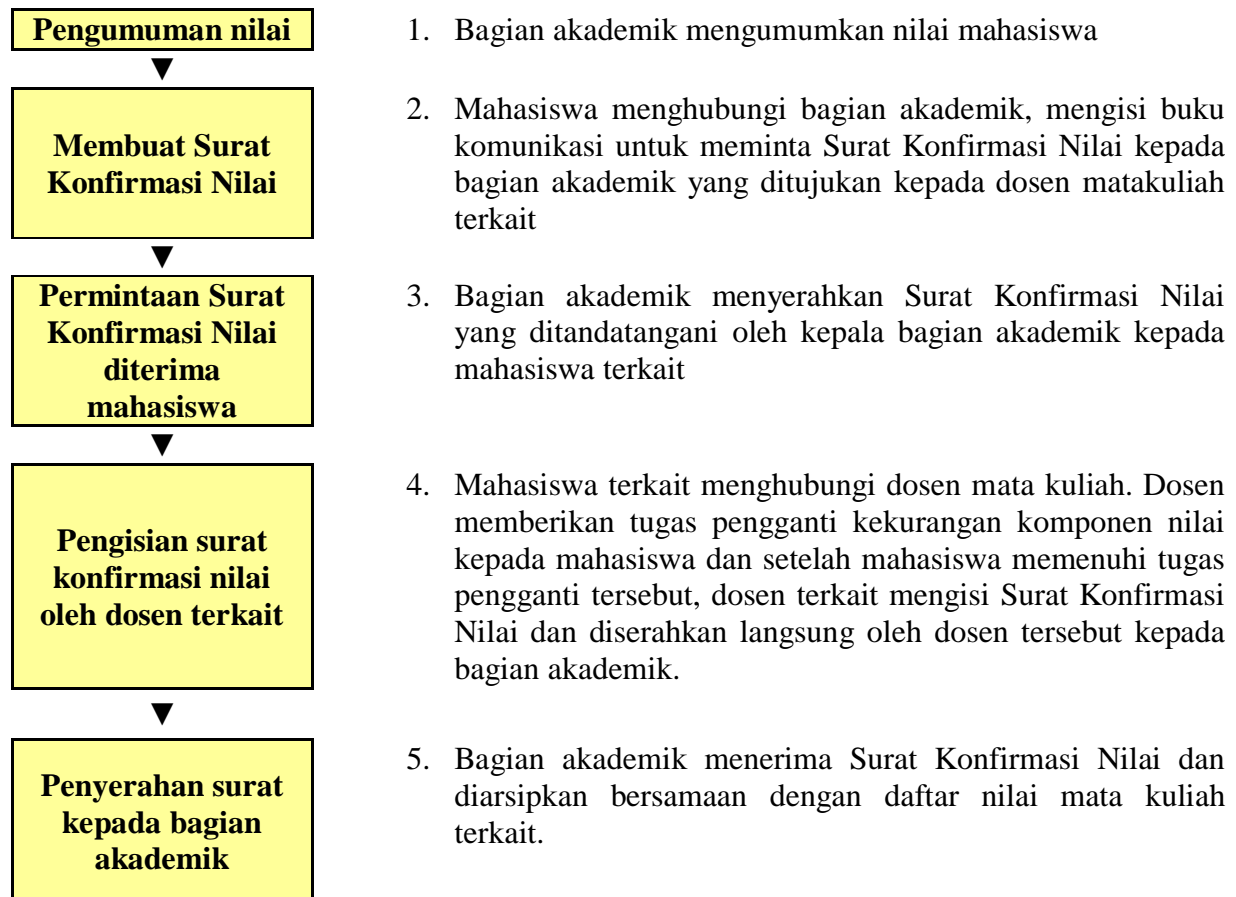 Pengumuman nilai
1. Bagian akademik mengumumkan nilai mahasiswa
▼
Membuat Surat
Konfirmasi Nilai
2. Mahasiswa menghubungi bagian akademik, mengisi buku
komunikasi untuk meminta Surat Konfirmasi Nilai kepada
bagian akademik yang ditujukan kepada dosen matakuliah
terkait
▼
Permintaan Surat
Konfirmasi Nilai
diterima
mahasiswa
3. Bagian akademik menyerahkan Surat Konfirmasi Nilai
yang ditandatangani oleh kepala bagian akademik kepada
mahasiswa terkait
▼
Pengisian surat
konfirmasi nilai
oleh dosen terkait
4. Mahasiswa terkait menghubungi dosen mata kuliah. Dosen
memberikan tugas pengganti kekurangan komponen nilai
kepada mahasiswa dan setelah mahasiswa memenuhi tugas
pengganti tersebut, dosen terkait mengisi Surat Konfirmasi
Nilai dan diserahkan langsung oleh dosen tersebut kepada
bagian akademik.
▼
Penyerahan surat
kepada bagian
akademik
5. Bagian akademik menerima Surat Konfirmasi Nilai dan
diarsipkan bersamaan dengan daftar nilai mata kuliah
terkait.